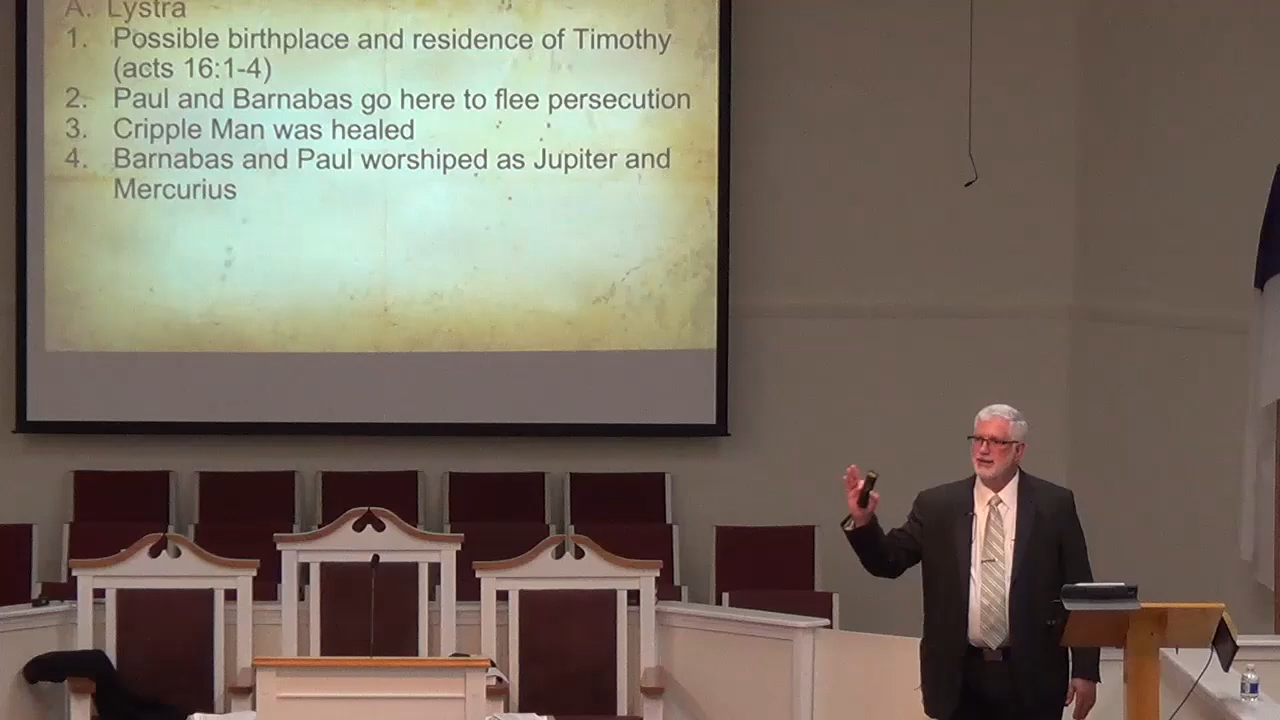 A. Lystra
1. Possible birthplace and residence of Timothy
(acts 16:1-4)
2. Paul and Barnabas go here to flee persecution
3. Cripple Man was healed
4. Barnabas and Paul worshiped as Jupiter and
Mercurius